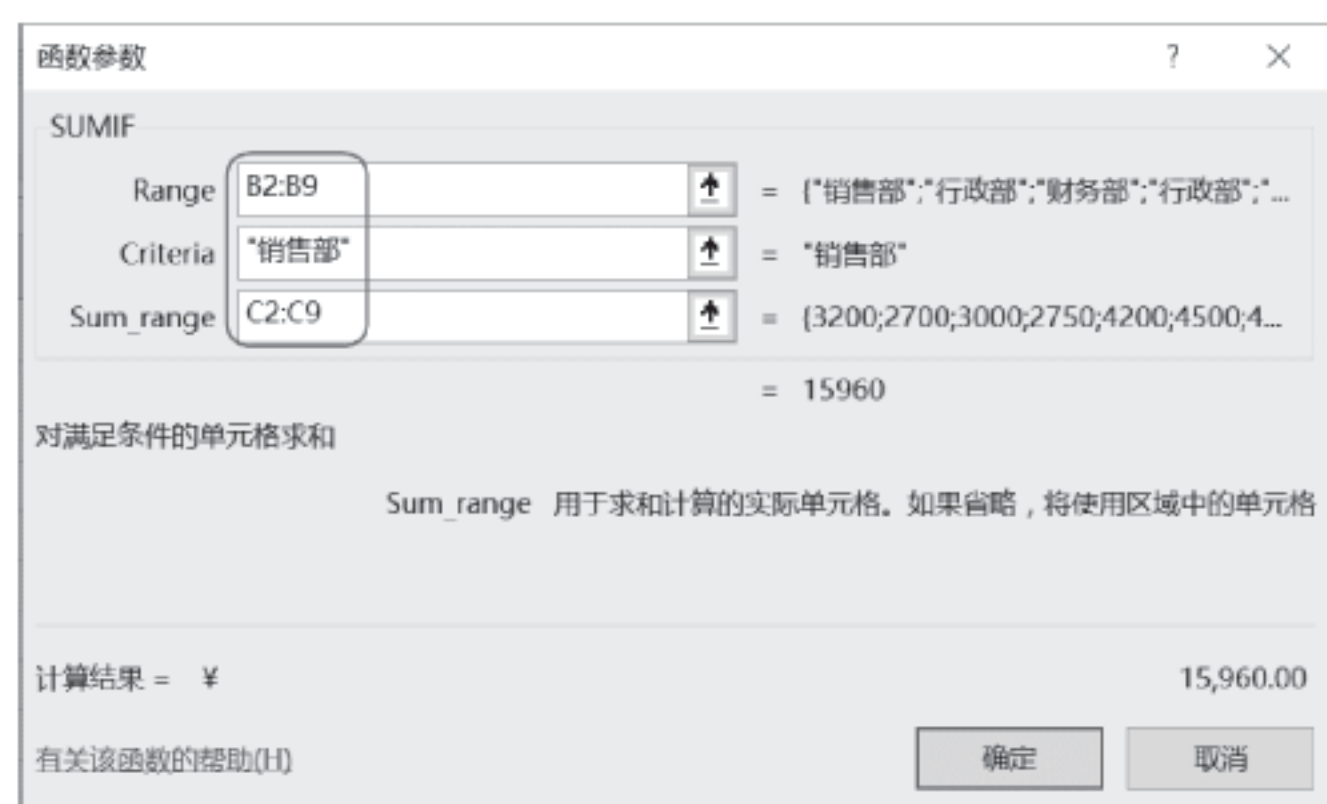 函数参数 ? ×
SUMIF
Range B2:B9 = {"销售部";"行政部";"财务部";"行政部";"...
Criteria "销售部" = "销售部"
Sum_range C2:C9 = {3200;2700;3000;2750;4200;4500;4...
= 15960
对满足条件的单元格求和
Sum_range 用于求和计算的实际单元格。如果省略，将使用区域中的单元格
计算结果 = ¥ 15,960.00
有关该函数的帮助(H) 确定 取消